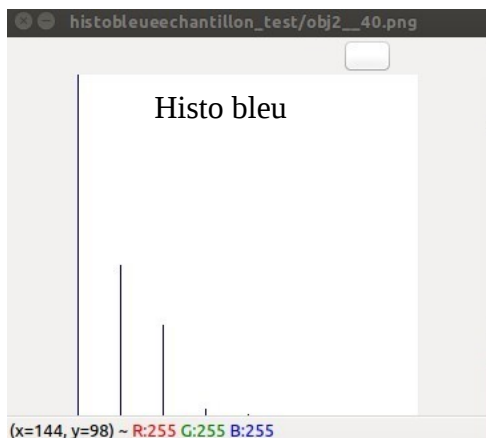 histobleueechantillon_test/obj2__40.png
Histo bleu
(x=144, y=98) ~ R:255 G:255 B:255